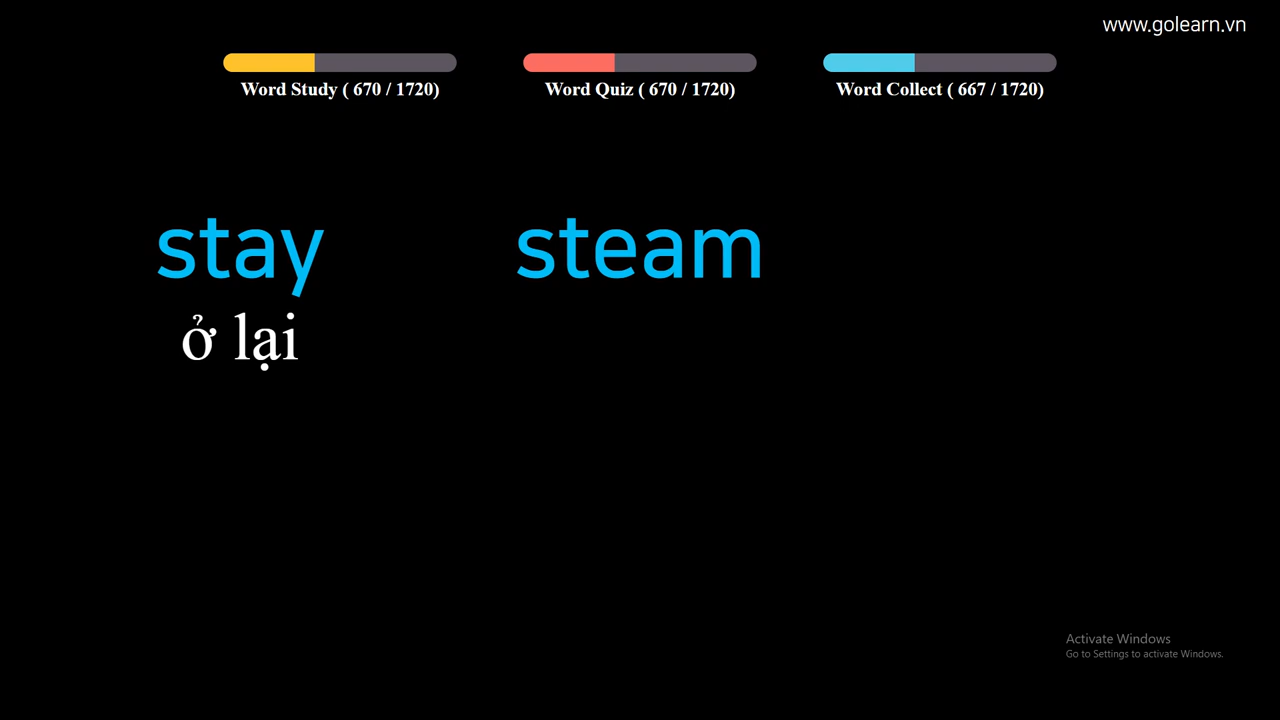 www.golearn.vn
Word Study ( 670 / 1720)
Word Quiz ( 670 / 1720)
Word Collect ( 667 / 1720)
stay
steam
ở lại
Activate Windows
Go to Settings to activate Windows.